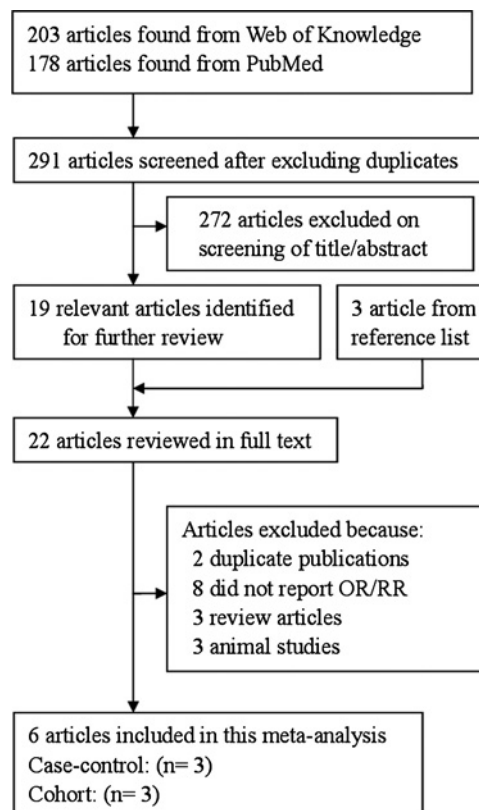 203 articles found from Web of Knowledge
178 articles found from PubMed
291 articles screened after excluding duplicates
272 articles excluded on
screening of title/abstract
19 relevant articles identified
for further review
3 article from
reference list
22 articles reviewed in full text
Articles excluded because:
2 duplicate publications
8 did not report OR/RR
3 review articles
3 animal studies
6 articles included in this meta-analysis
Case-control: (n= 3)
Cohort: (n= 3)